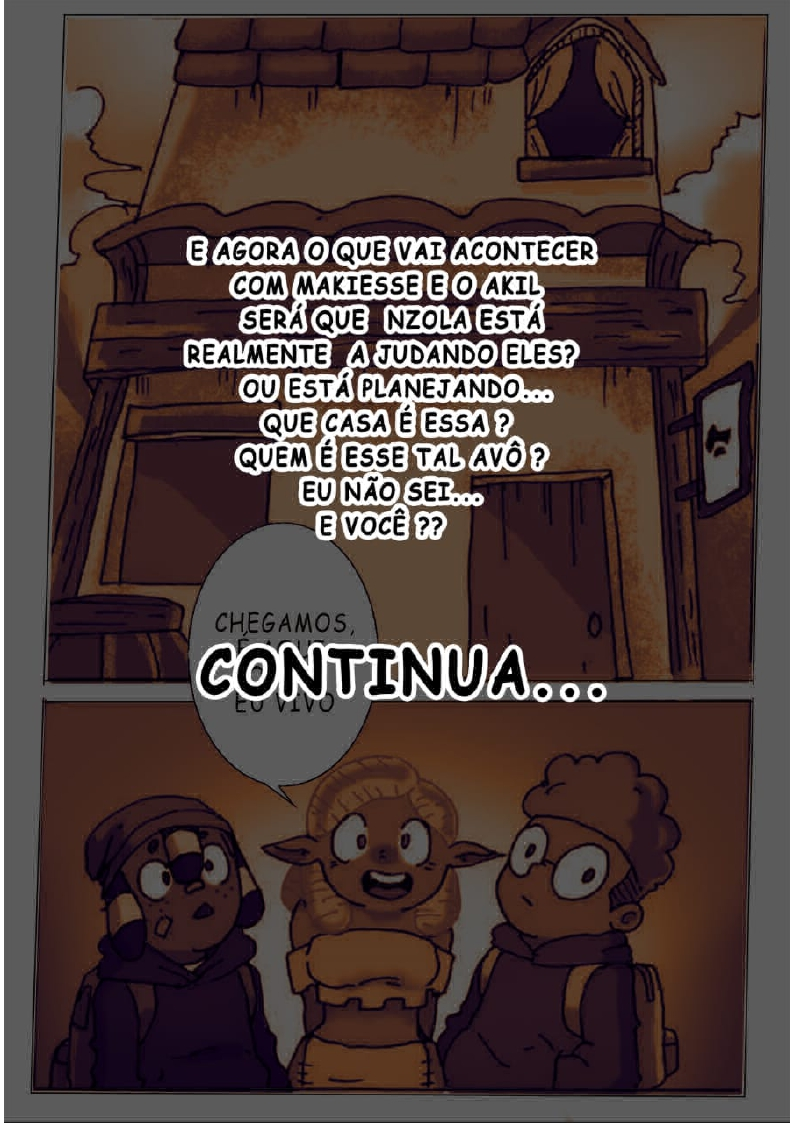 E AGORA O QUE VAI ACONTECER
COM MAKIESSE E O AKIL
SERÁ QUE NZOLA ESTÁ
REALMENTE A JUDANDO ELES?
OU ESTÁ PLANEJANDO...
QUE CASA É ESSA ?
QUEM É ESSE TAL AVÔ ?
EU NÃO SEI...
E VOCÊ ??
CHEGAMOS,
CONTINUA...
EU VIVO